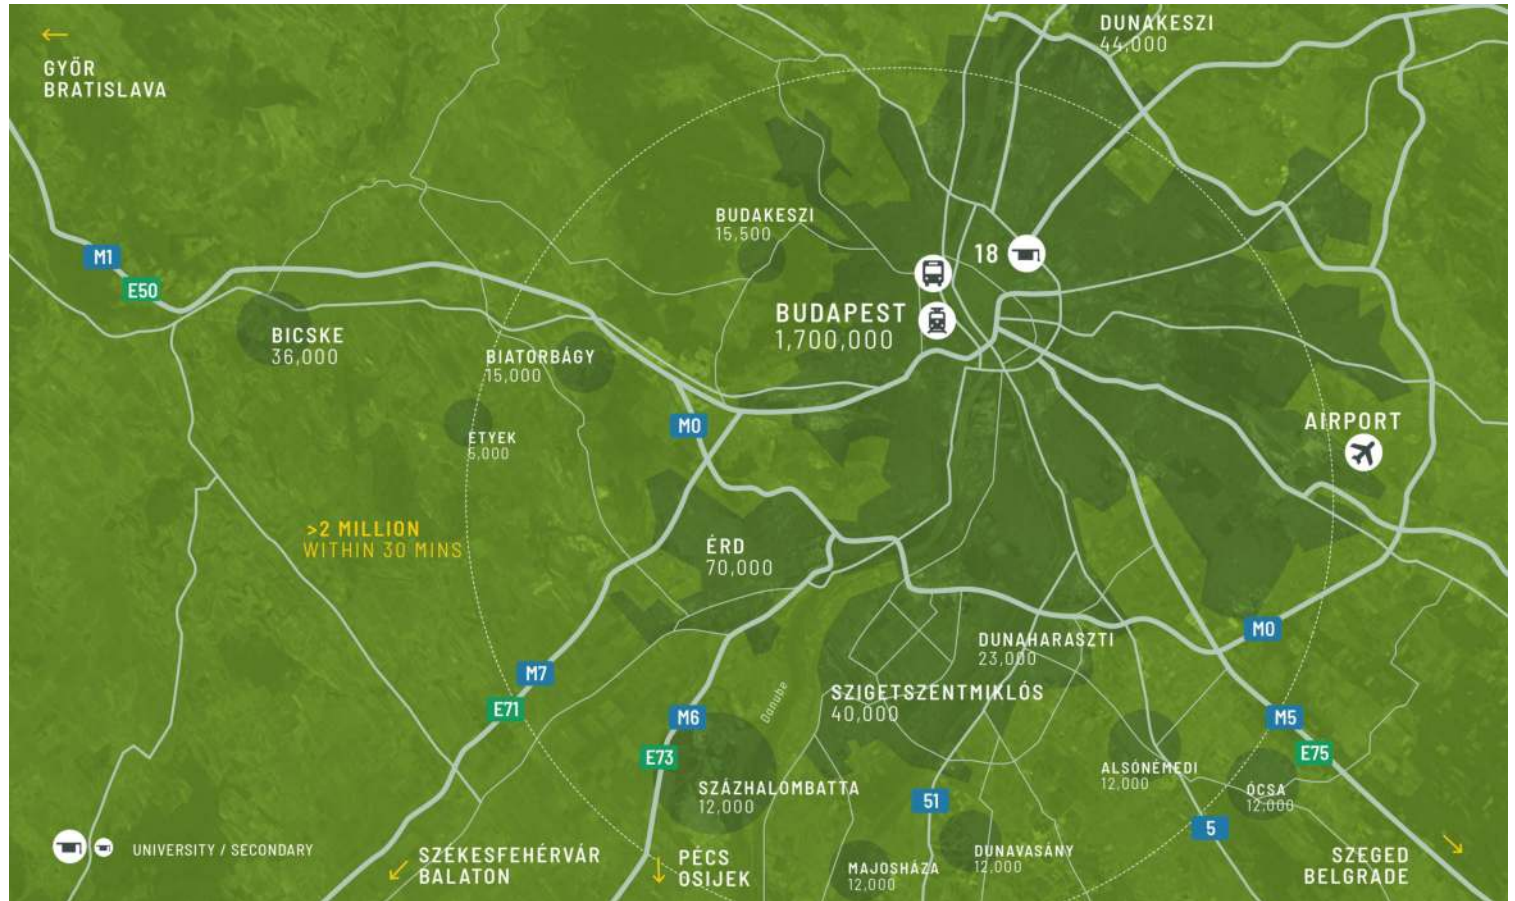 DUNAKESZI
44,000
GYŐR
BRATISLAVA
BUDAKESZI
15,500
18
M1
E50
BUDAPEST
1,700,000
BICSKE
36,000
BIATORBÁGY
15,000
M0
AIRPORT
ETYEK
5,000
>2 MILLION
WITHIN 30 MINS
ÉRD
70,000
M0
DUNAHARASZTI
23,000
M7
E71
SZIGETSZENTMIKLÓS
40,000
Danube
M6
M5
E73
E75
ALSÓNÉMEDI
12,000
SZÁZHALOMBATTA
12,000
ÓCSA
12,000
51
5
UNIVERSITY / SECONDARY
SZÉKESFEHÉRVÁR
BALATON
PÉCS
OSIJEK
MAJOSHÁZA
12,000
DUNAVASÁNY
12,000
SZEGED
BELGRADE